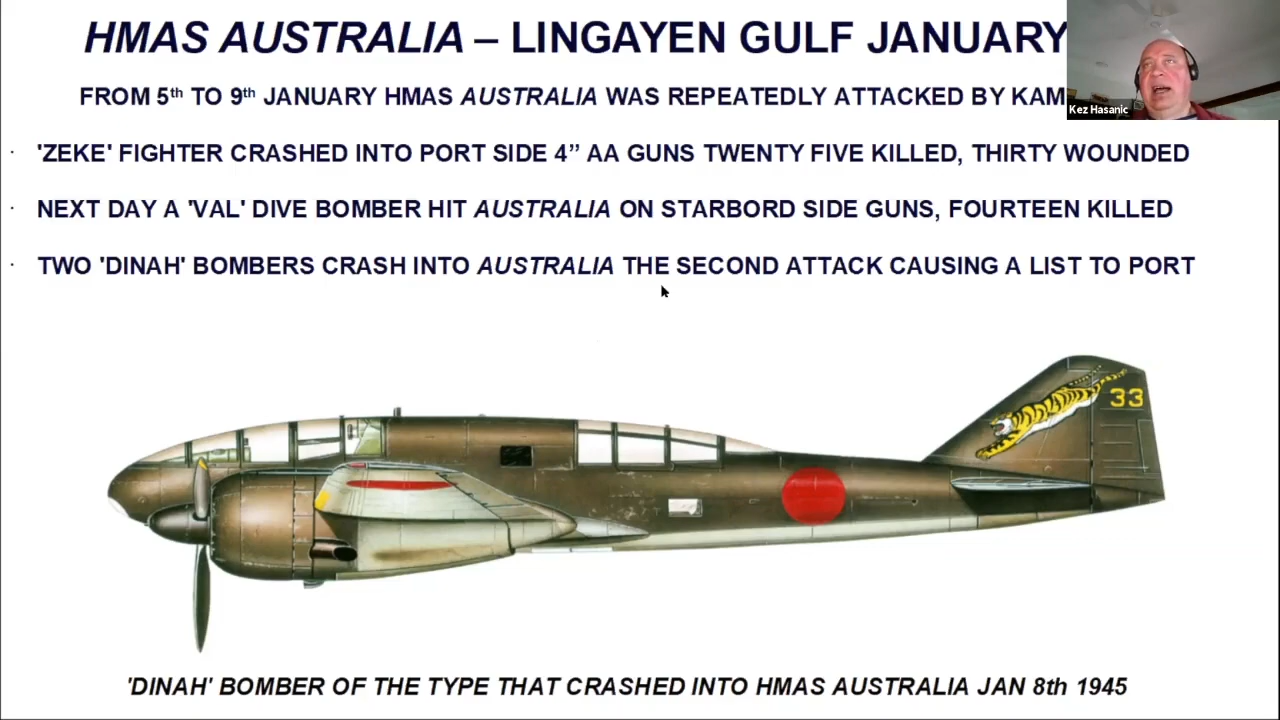 HMAS AUSTRALIA – LINGAYEN GULF JANUARY
FROM 5th TO 9th JANUARY HMAS AUSTRALIA WAS REPEATEDLY ATTACKED BY KAM
Kez Hasanic
· 'ZEKE' FIGHTER CRASHED INTO PORT SIDE 4” AA GUNS TWENTY FIVE KILLED, THIRTY WOUNDED
· NEXT DAY A 'VAL' DIVE BOMBER HIT AUSTRALIA ON STARBORD SIDE GUNS, FOURTEEN KILLED
· TWO 'DINAH' BOMBERS CRASH INTO AUSTRALIA THE SECOND ATTACK CAUSING A LIST TO PORT
33
'DINAH' BOMBER OF THE TYPE THAT CRASHED INTO HMAS AUSTRALIA JAN 8th 1945